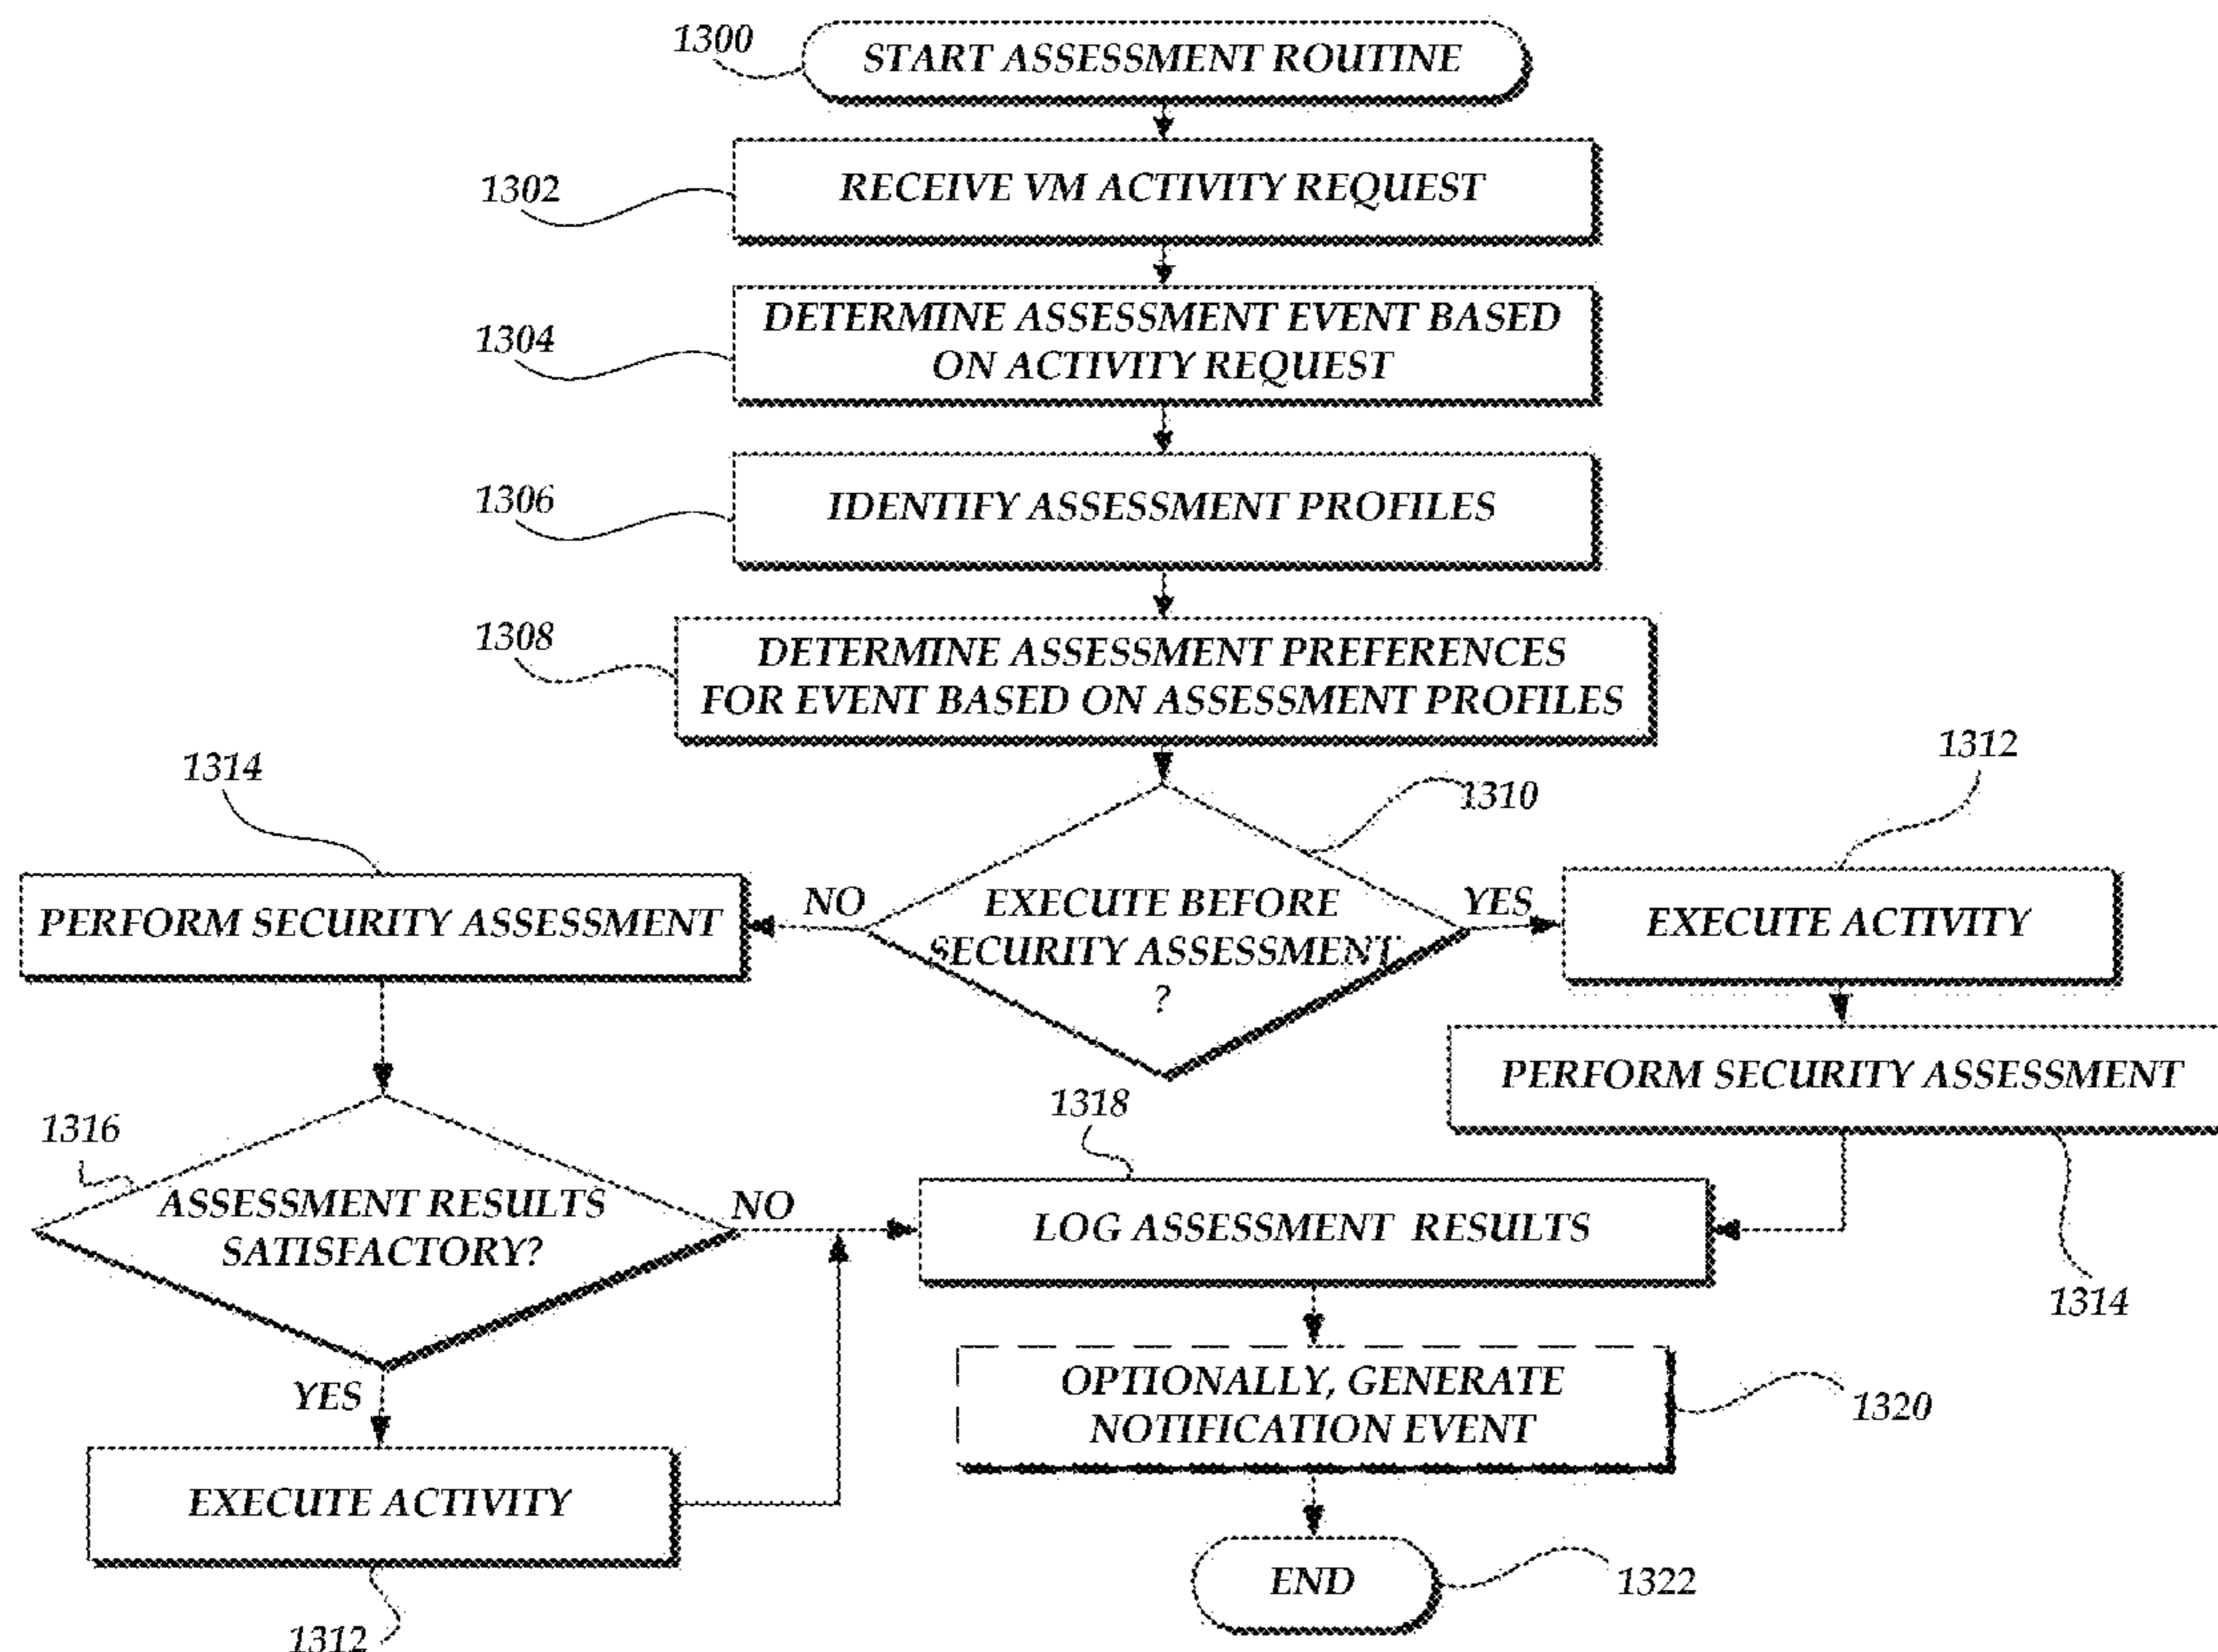 1300
START ASSESSMENT ROUTINE
1302
RECEIVE VM ACTIVITY REQUEST
1304
DETERMINE ASSESSMENT EVENT BASED
ON ACTIVITY REQUEST
1306
IDENTIFY ASSESSMENT PROFILES
1308
DETERMINE ASSESSMENT PREFERENCES
FOR EVENT BASED ON ASSESSMENT PROFILES
1310
EXECUTE BEFORE
SECURITY ASSESSMENT
?
NO
YES
1314
PERFORM SECURITY ASSESSMENT
1312
EXECUTE ACTIVITY
PERFORM SECURITY ASSESSMENT
1314
1316
ASSESSMENT RESULTS
SATISFACTORY?
NO
YES
EXECUTE ACTIVITY
1312
1318
LOG ASSESSMENT RESULTS
OPTIONALLY, GENERATE
NOTIFICATION EVENT
1320
END
1322